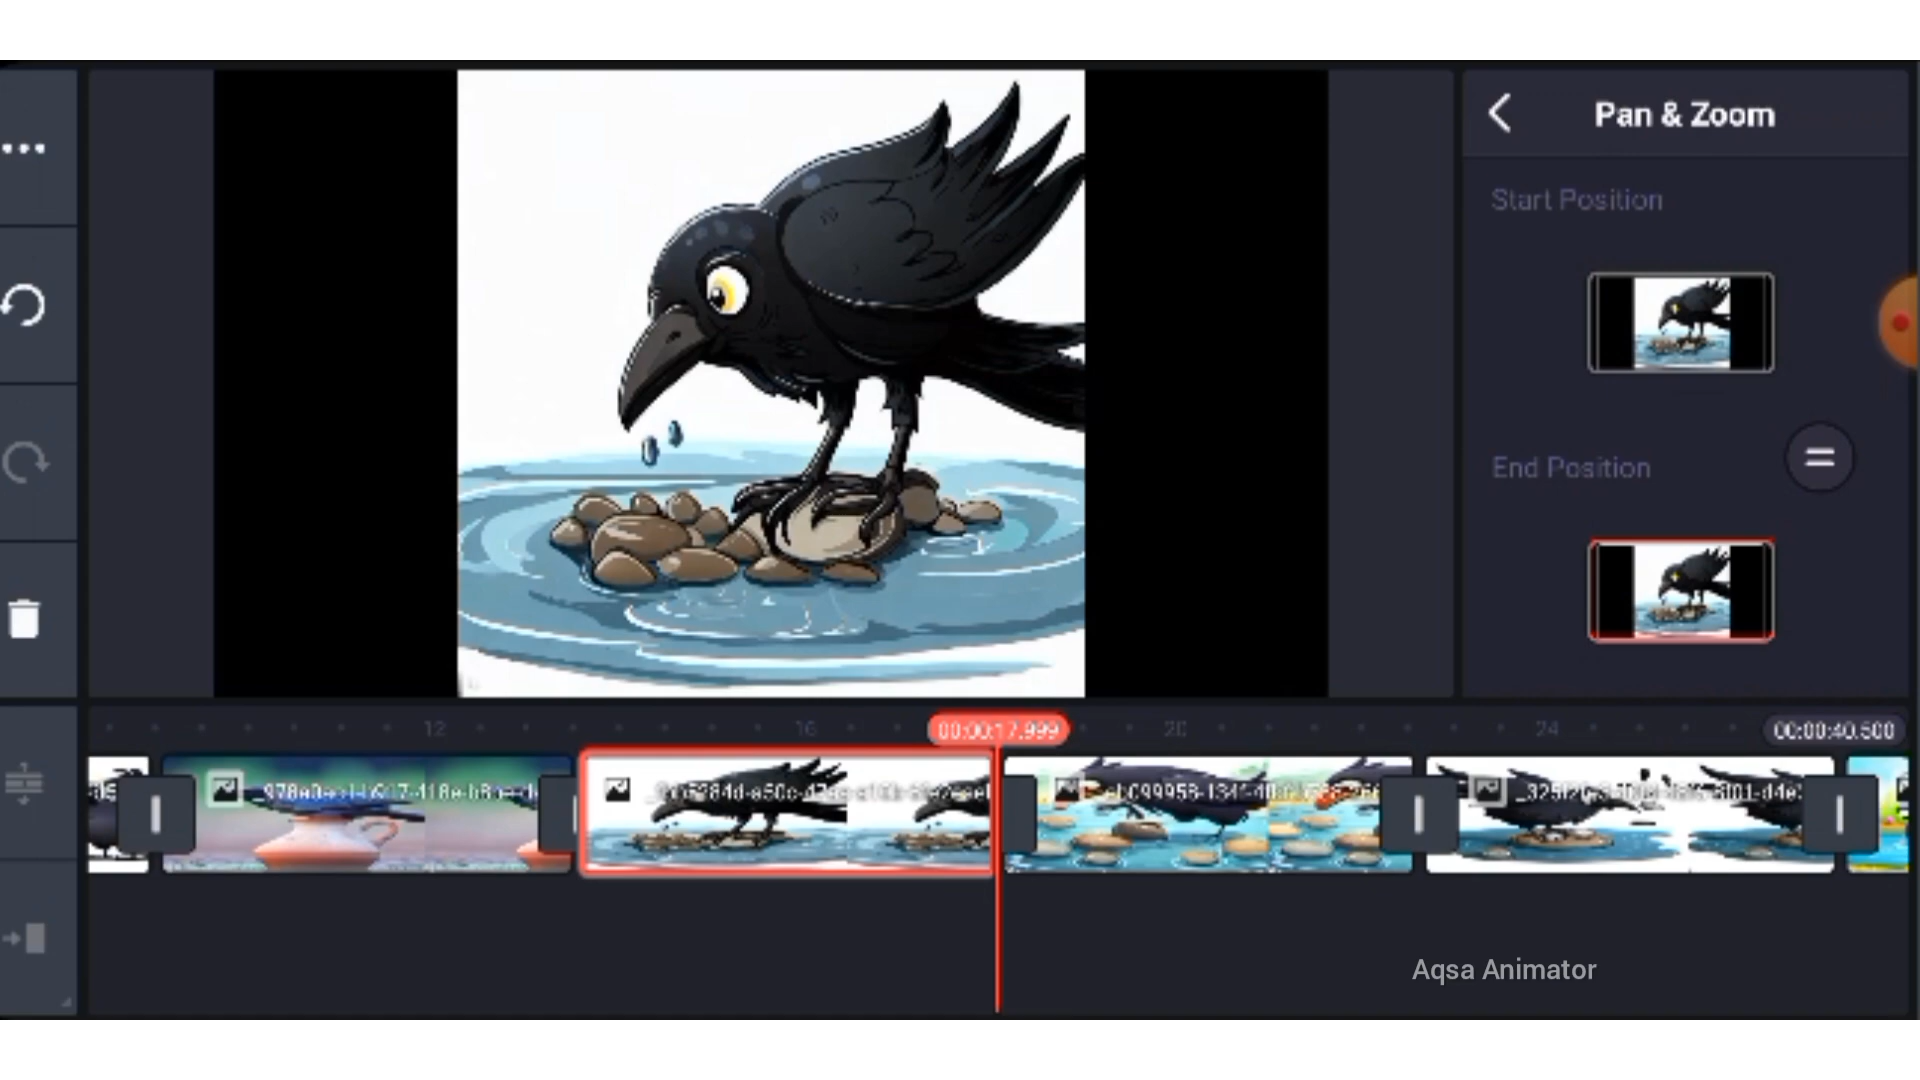 Pan & Zoom
Start Position
End Position
12
16
00:00:17.999
20
24
00:00:40.500
Aqsa Animator